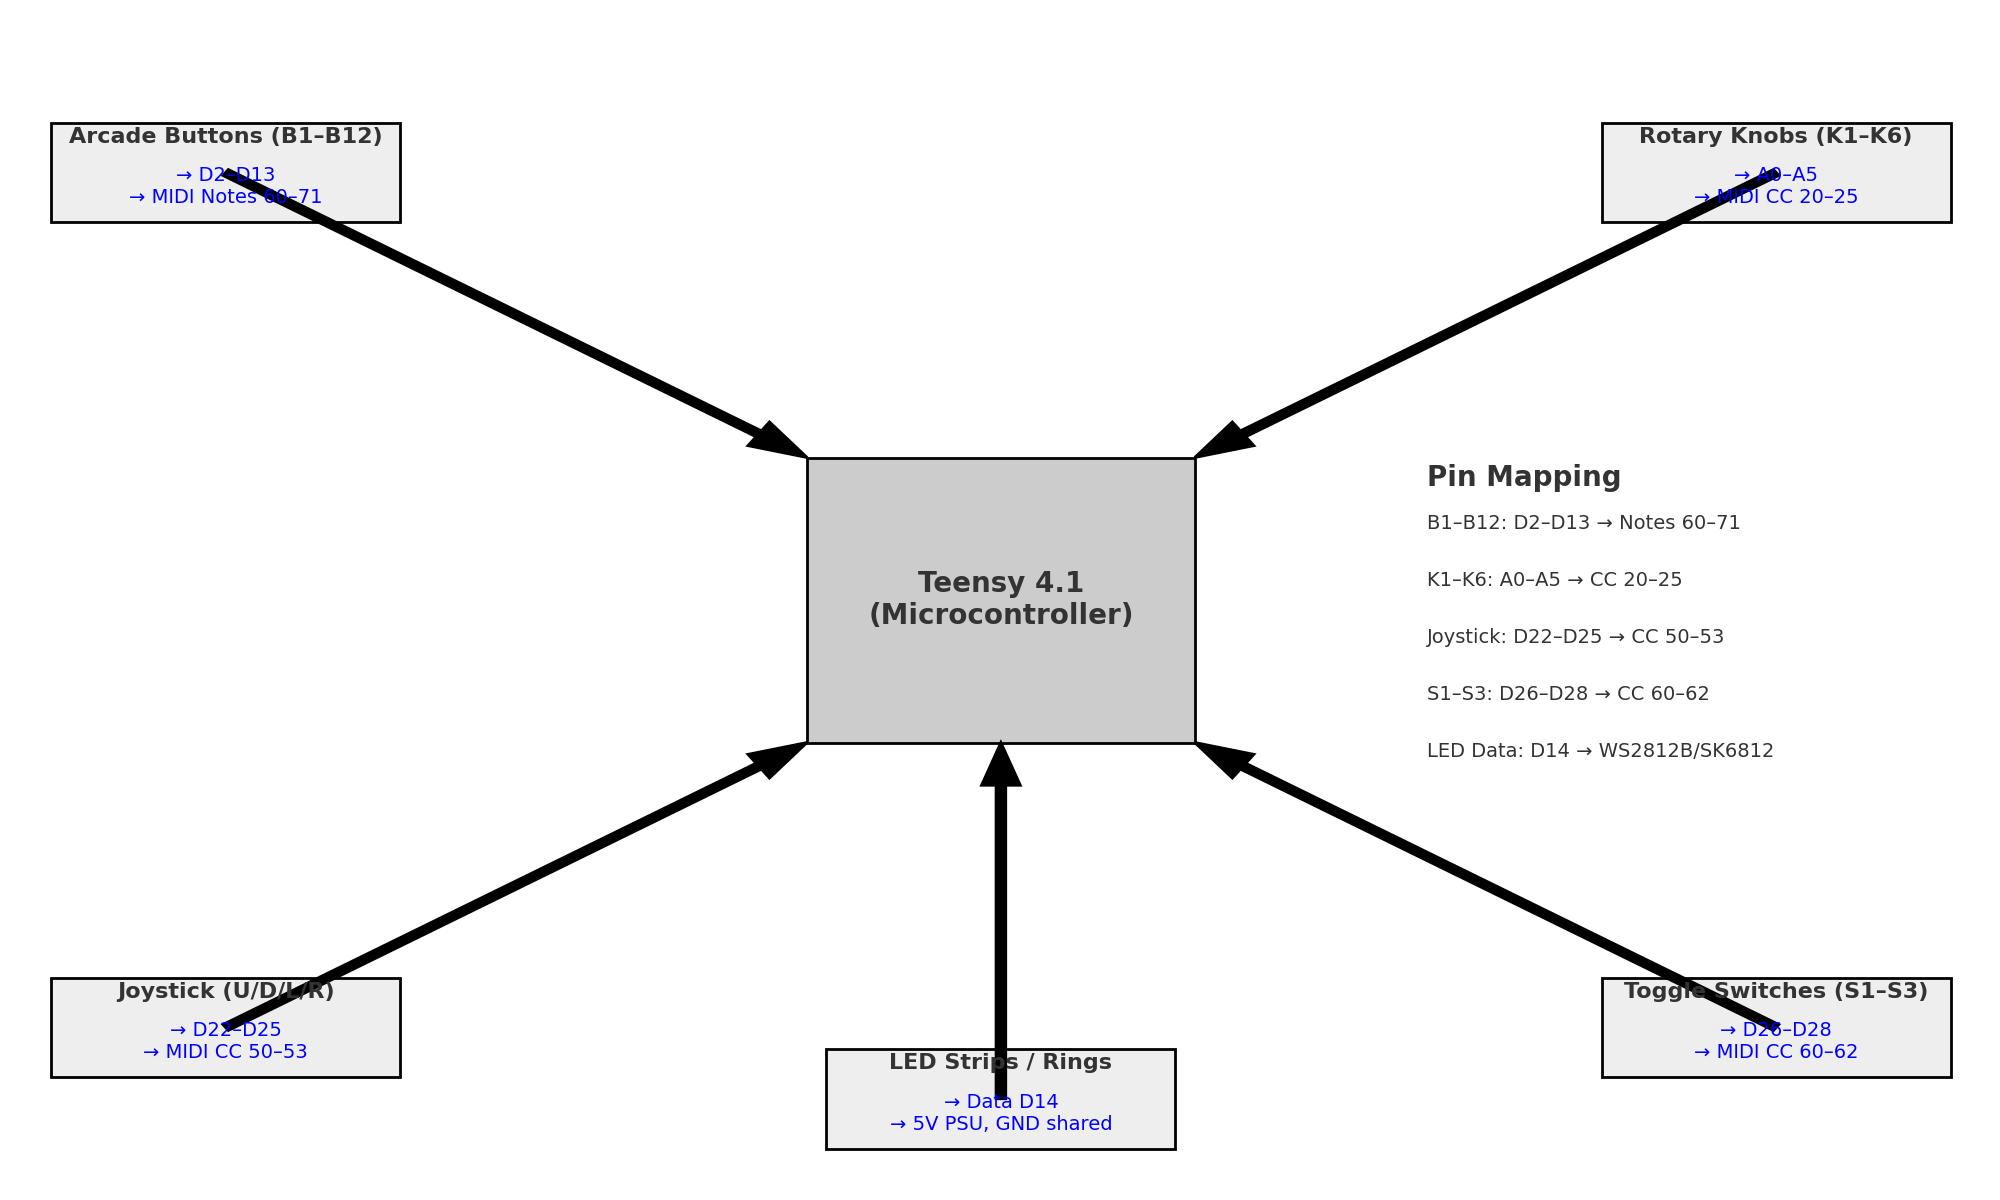 Arcade Buttons (B1–B12)
→ D2–D13
→ MIDI Notes 60–71
Rotary Knobs (K1–K6)
→ A0–A5
→ MIDI CC 20–25
Teensy 4.1
(Microcontroller)
Pin Mapping
B1–B12: D2–D13 → Notes 60–71
K1–K6: A0–A5 → CC 20–25
Joystick: D22–D25 → CC 50–53
S1–S3: D26–D28 → CC 60–62
LED Data: D14 → WS2812B/SK6812
Joystick (U/D/L/R)
→ D22–D25
→ MIDI CC 50–53
LED Strips / Rings
→ Data D14
→ 5V PSU, GND shared
Toggle Switches (S1–S3)
→ D26–D28
→ MIDI CC 60–62